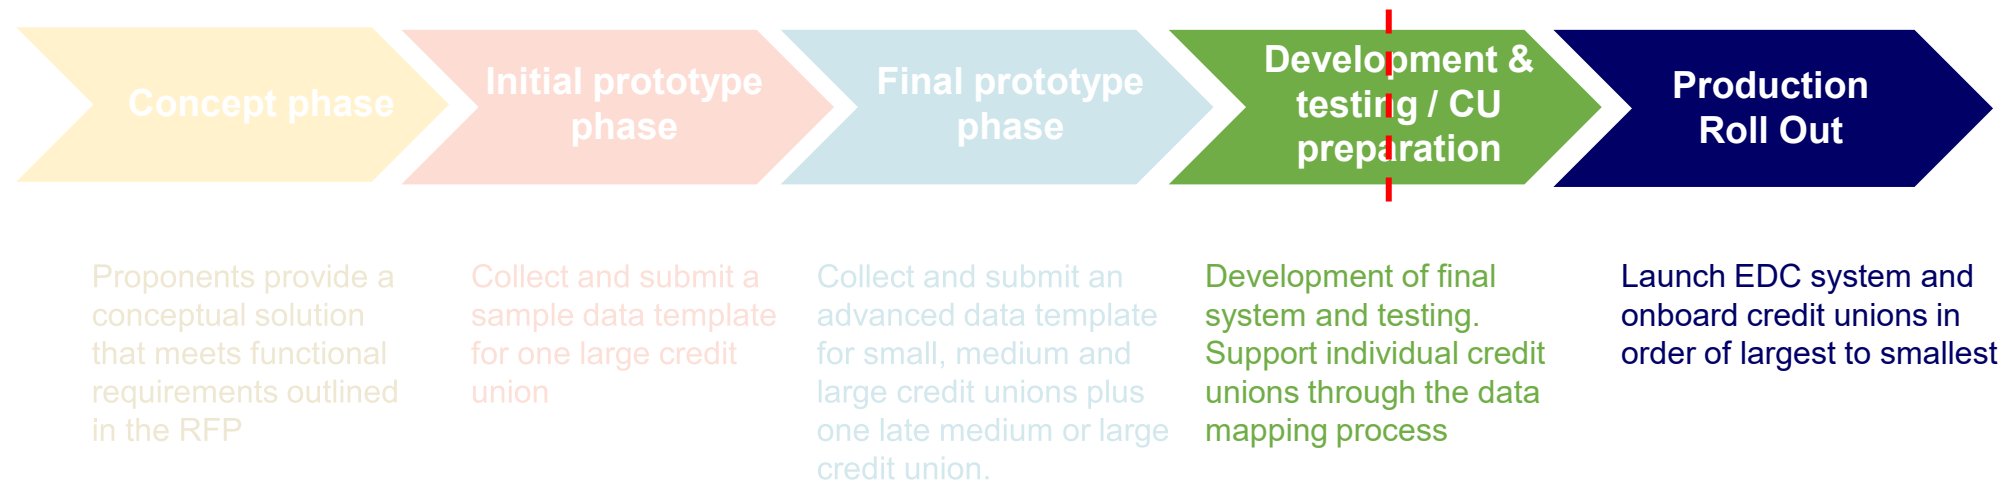 Concept phase
Initial prototype
phase
Final prototype
phase
Development &
testing / CU
preparation
Production
Roll Out
Proponents provide a
conceptual solution
that meets functional
requirements outlined
in the RFP
Collect and submit a
sample data template
for one large credit
union
Collect and submit an
advanced data template
for small, medium and
large credit unions plus
one late medium or large
credit union.
Development of final
system and testing.
Support individual credit
unions through the data
mapping process
Launch EDC system and
onboard credit unions in
order of largest to smallest